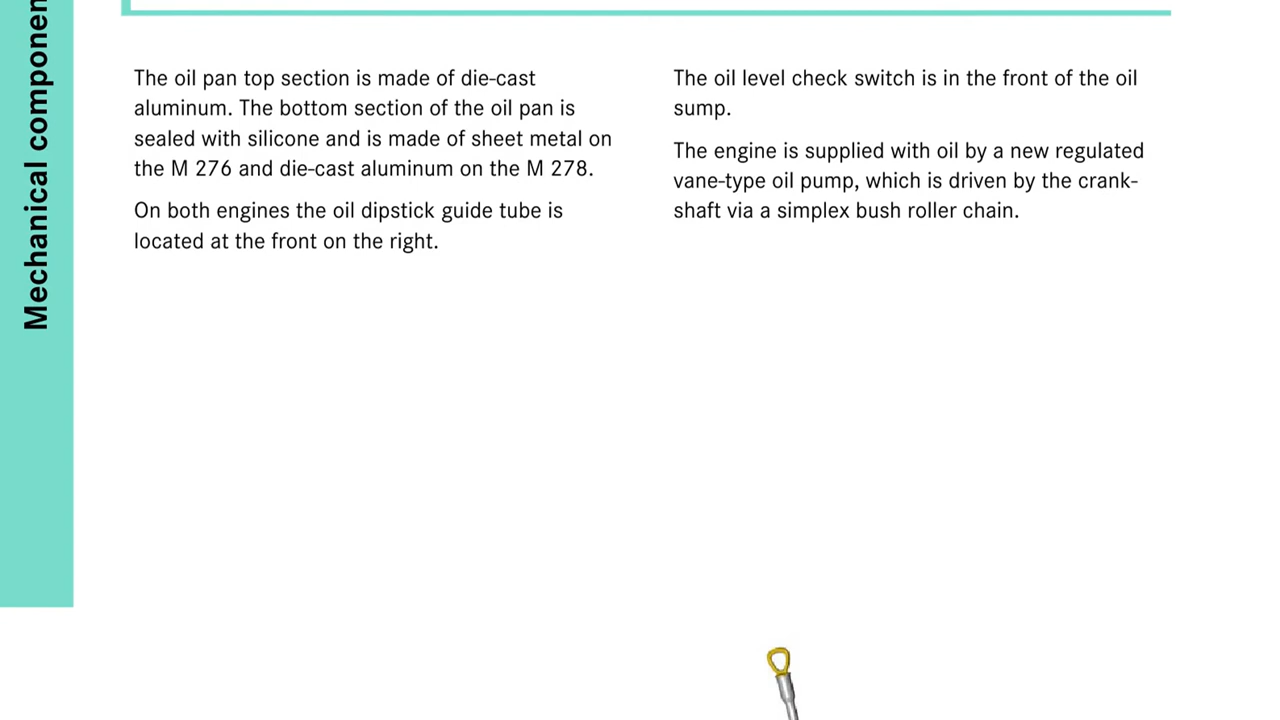 Mechanical componen
The oil pan top section is made of die-cast
aluminum. The bottom section of the oil pan is
sealed with silicone and is made of sheet metal on
the M 276 and die-cast aluminum on the M 278.
On both engines the oil dipstick guide tube is
located at the front on the right.
The oil level check switch is in the front of the oil
sump.
The engine is supplied with oil by a new regulated
vane-type oil pump, which is driven by the crank-
shaft via a simplex bush roller chain.